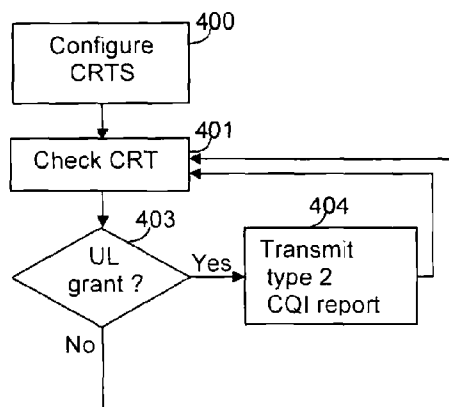 400
Configure
CRTS
401
Check CRT
403
UL
grant ?
Yes
404
Transmit
type 2
CQI report
No